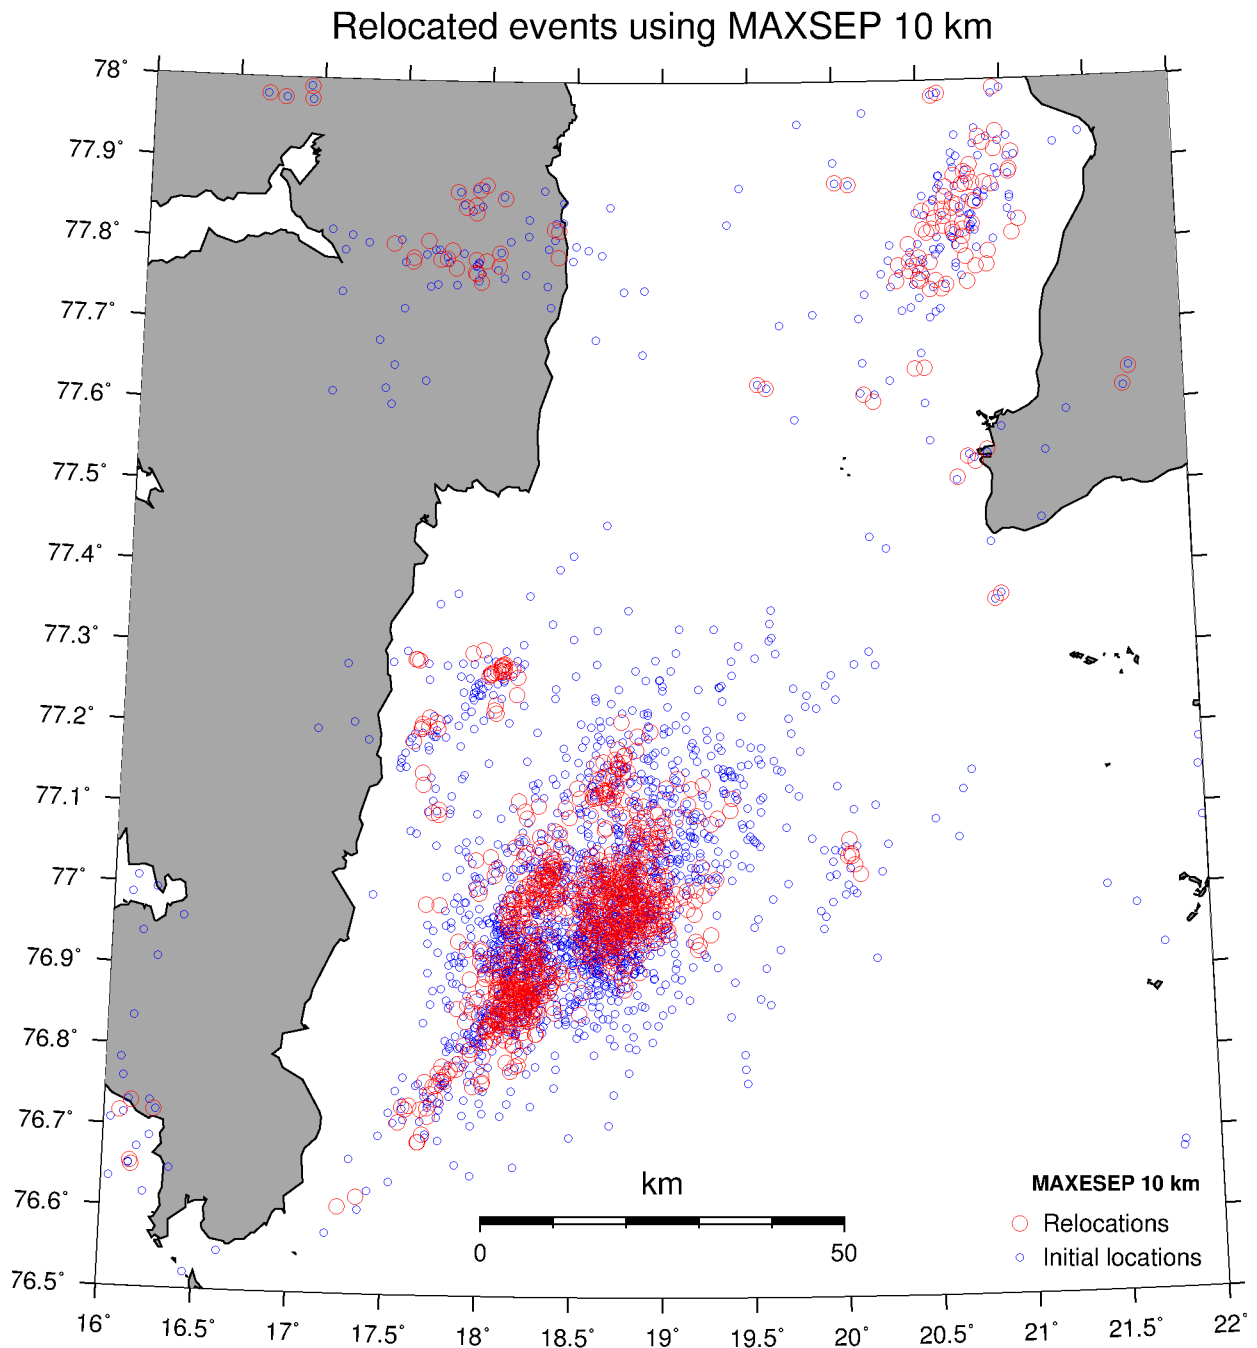 Relocated events using MAXSEP 10 km
78˚
77.9˚
77.8˚
77.7˚
77.6˚
77.5˚
77.4˚
77.3˚
77.2˚
77.1˚
77˚
76.9˚
76.8˚
76.7˚
76.6˚
76.5˚
km
0 50
MAXESEP 10 km
Relocations
Initial locations
16˚ 16.5˚ 17˚ 17.5˚ 18˚ 18.5˚ 19˚ 19.5˚ 20˚ 20.5˚ 21˚ 21.5˚ 22˚